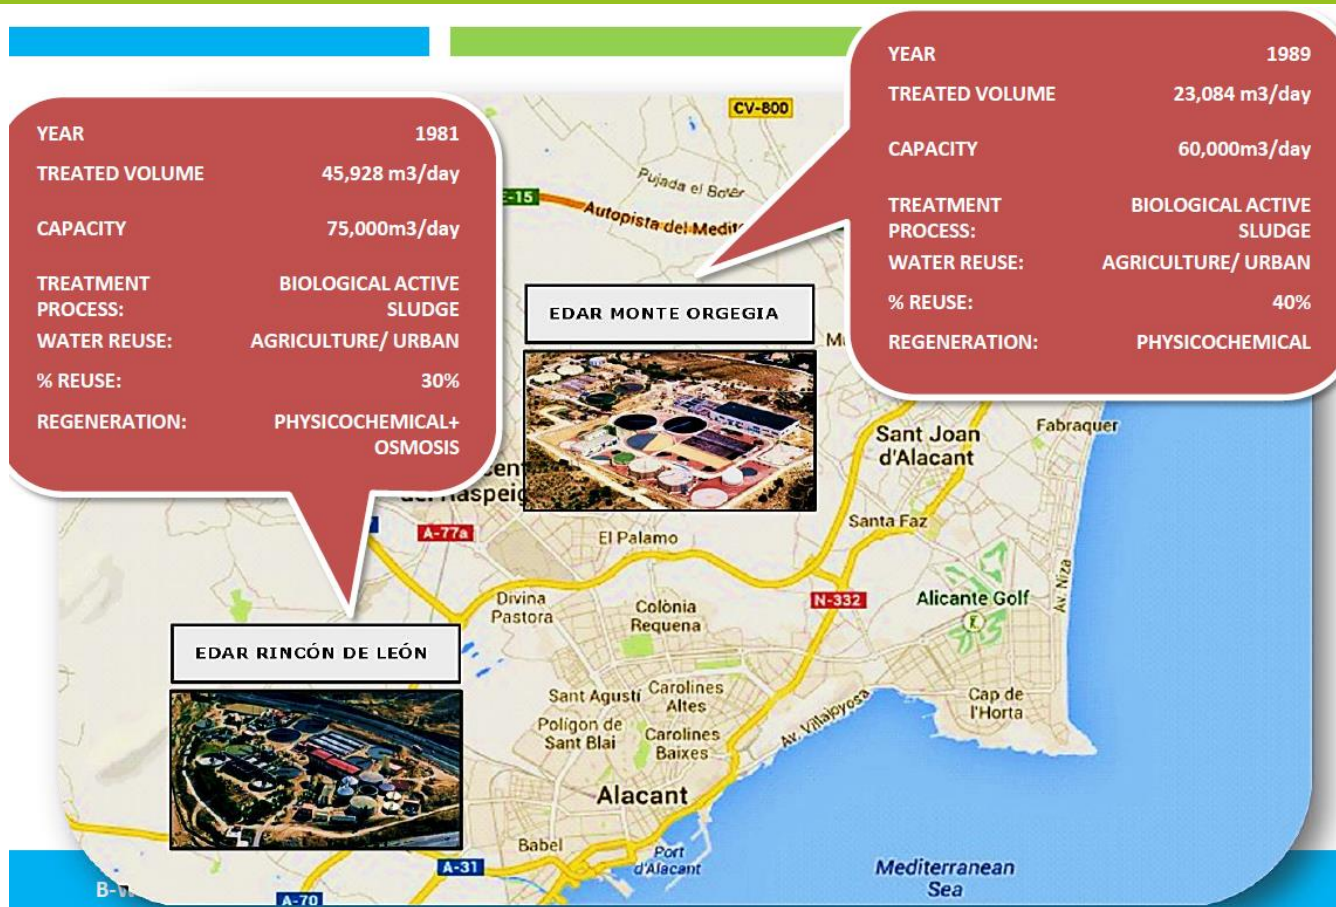 YEAR 1981
TREATED VOLUME 45,928 m3/day
CAPACITY 75,000m3/day
TREATMENT BIOLOGICAL ACTIVE
PROCESS: SLUDGE
WATER REUSE: AGRICULTURE/ URBAN
% REUSE: 30%
REGENERATION: PHYSICOCHEMICAL+
OSMOSIS
YEAR 1989
TREATED VOLUME 23,084 m3/day
CAPACITY 60,000m3/day
TREATMENT BIOLOGICAL ACTIVE
PROCESS: SLUDGE
WATER REUSE: AGRICULTURE/ URBAN
% REUSE: 40%
REGENERATION: PHYSICOCHEMICAL
CV-800
Pujada el Boter
E-15
Autopista del Medit
EDAR MONTE ORGEGIA
Sant Joan
d'Alacant
Fabraquer
A-77a
El Palamo
Santa Faz
Av. Niza
Divina
Pastora
Colònia
Requena
N-332
Alicante Golf
EDAR RINCÓN DE LEÓN
Sant Agustí
Carolines
Altes
Cap de
l'Horta
Polígon de
Sant Blai
Carolines
Baixes
Av. Villajoyosa
Alacant
Babel
Port
d'Alacant
A-31
Mediterranean
Sea
A-70